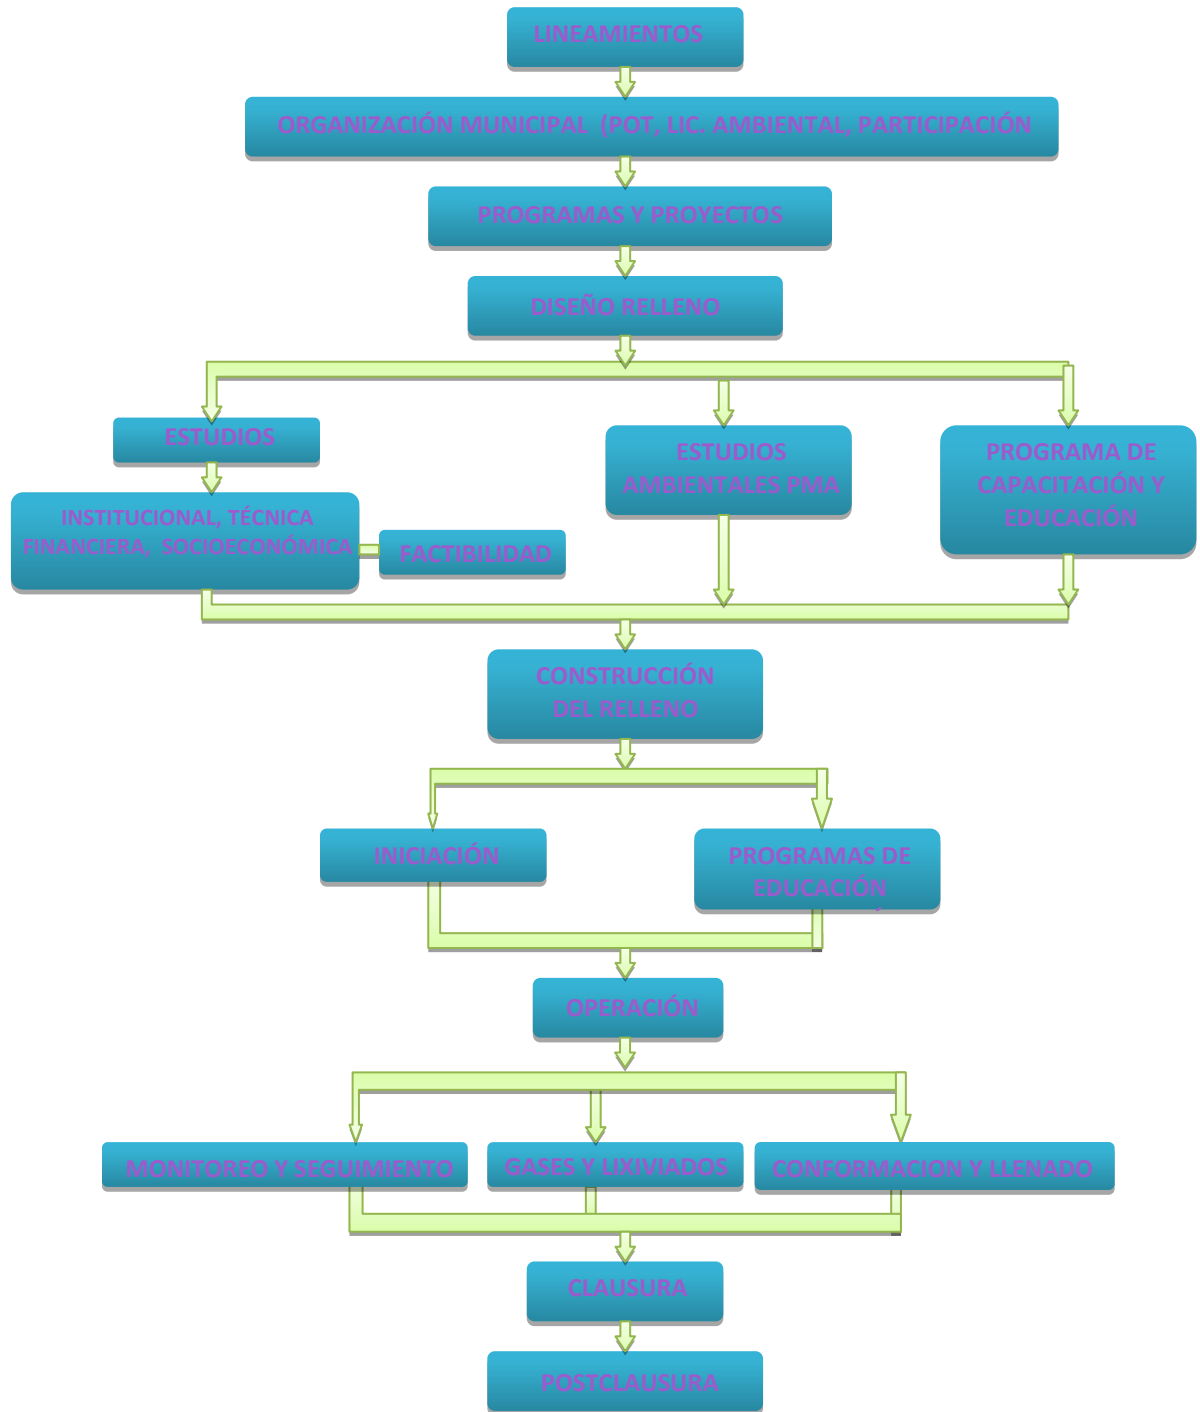 LINEAMIENTOS
ORGANIZACIÓN MUNICIPAL (POT, LIC. AMBIENTAL, PARTICIPACIÓN
PROGRAMAS Y PROYECTOS
DISEÑO RELLENO
ESTUDIOS
ESTUDIOS
AMBIENTALES PMA
PROGRAMA DE
CAPACITACIÓN Y
EDUCACIÓN
INSTITUCIONAL, TÉCNICA
FINANCIERA, SOCIOECONÓMICA
FACTIBILIDAD
CONSTRUCCIÓN
DEL RELLENO
INICIACIÓN
PROGRAMAS DE
EDUCACIÓN
OPERACIÓN
MONITOREO Y SEGUIMIENTO
GASES Y LIXIVIADOS
CONFORMACION Y LLENADO
CLAUSURA
POSTCLAUSURA